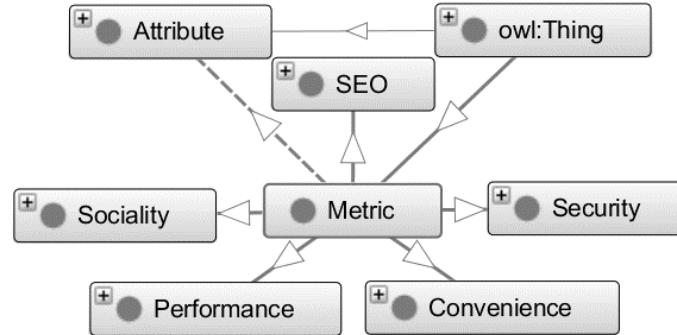 Attribute
owl:Thing
SEO
Sociality
Metric
Security
Performance
Convenience